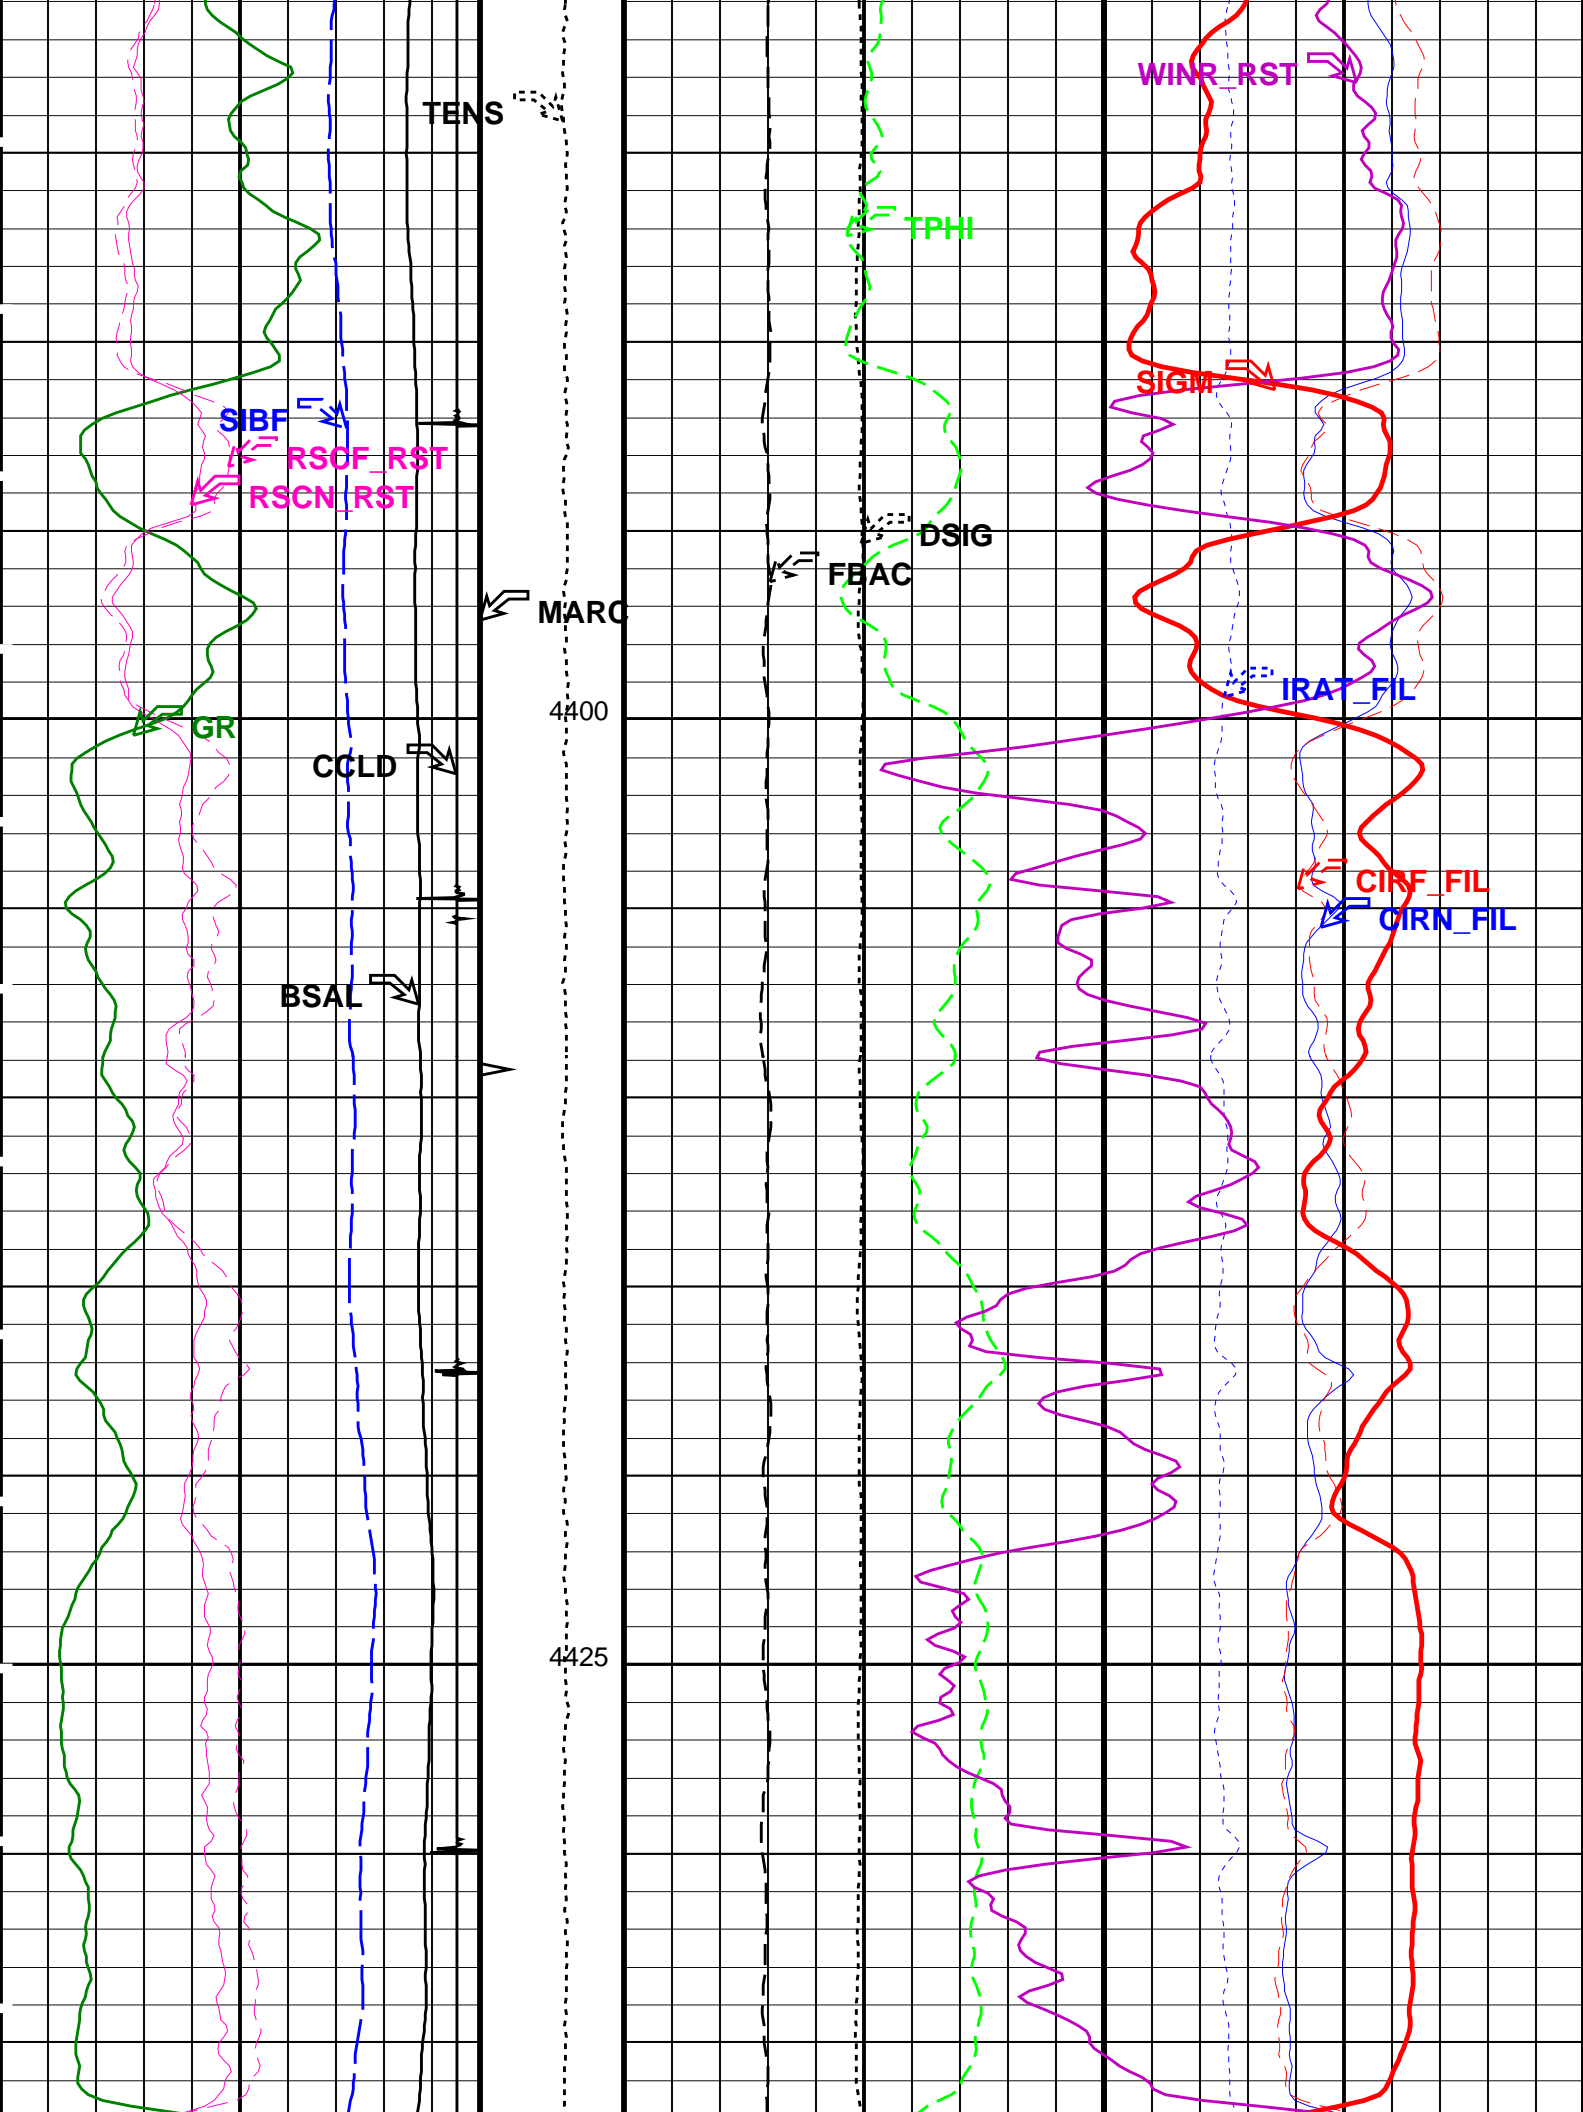 WINR_RST
TENS
TPHI
SIGM
SIBF
RSCF_RST
RSCN_RST
DSIG
FBAC
MARC
IRAT_FIL
4400
GR
CCLD
CIRF_FIL
CIRN_FIL
BSAL
4425